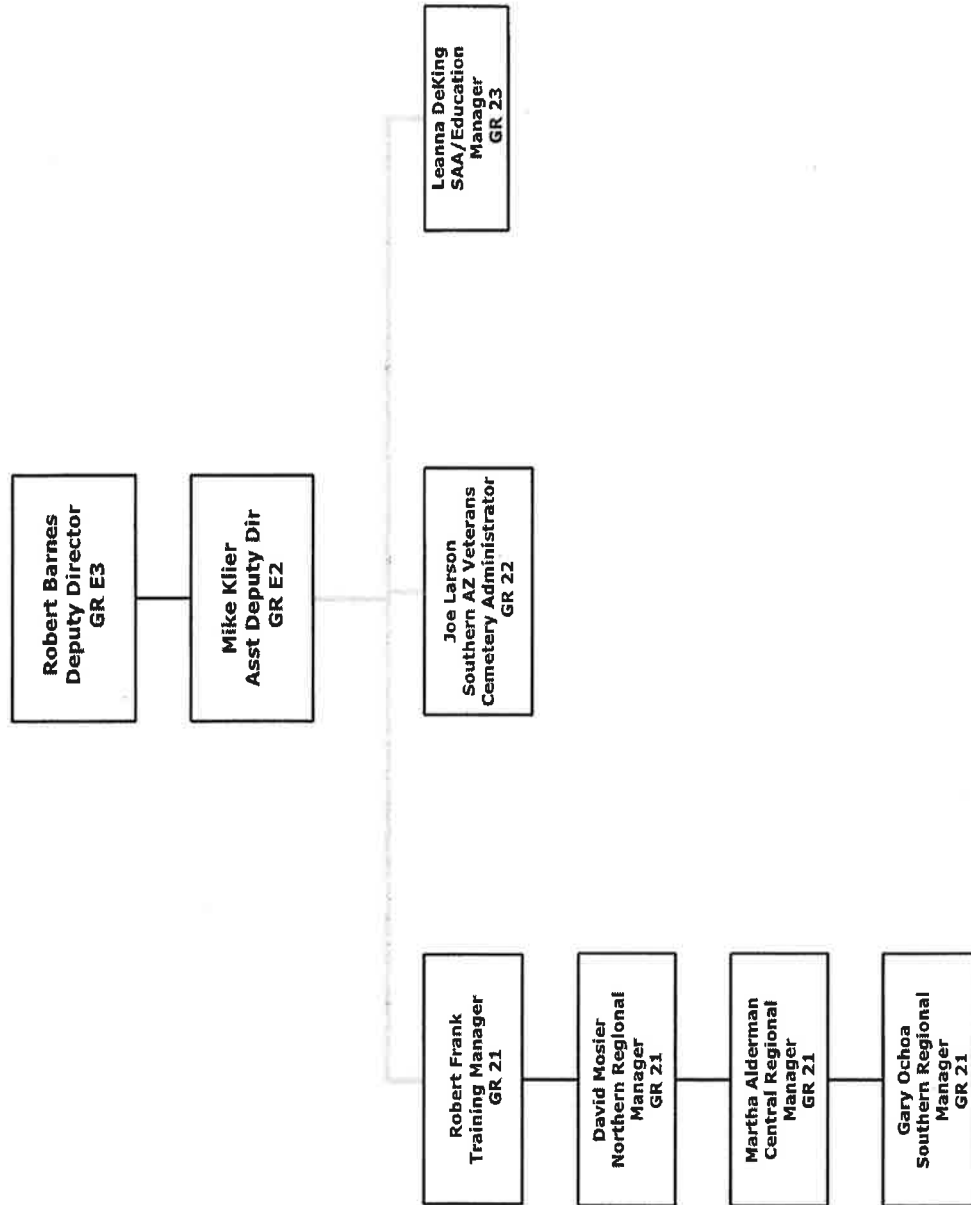 Robert Barnes
Deputy Director
GR E3
Mike Klier
Asst Deputy Dir
GR E2
Robert Frank
Training Manager
GR 21
David Mosier
Northern Regional
Manager
GR 21
Martha Alderman
Central Regional
Manager
GR 21
Gary Ochoa
Southern Regional
Manager
GR 21
Joe Larson
Southern AZ Veterans
Cemetery Administrator
GR 22
Leanna DeKing
SAA/Education
Manager
GR 23